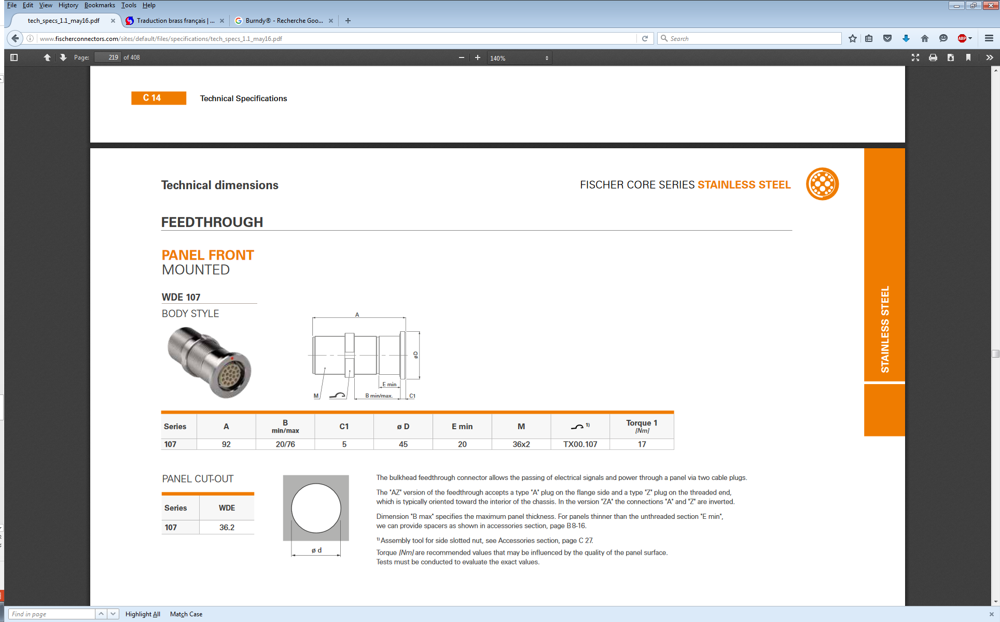 File Edit View History Bookmarks Tools Help
tech_specs_1.1_may16.pdf × Traduction brass français | ... × Burndy® - Recherche Goo... × +
www.fischerconnectors.com/sites/default/files/specifications/tech_specs_1.1_may16.pdf Search ABP
Page: 219 of 408 140%
C 14 Technical Specifications
Technical dimensions FISCHER CORE SERIES STAINLESS STEEL
FEEDTHROUGH
PANEL FRONT
MOUNTED
WDE 107
BODY STYLE
STAINLESS STEEL
A
øD
E min
M B min/max. C1
Series A B min/max C1 ø D E min M 1) Torque 1 [Nm]
107 92 20/76 5 45 20 36x2 TX00.107 17
PANEL CUT-OUT
Series WDE
107 36.2
ø d
The bulkhead feedthrough connector allows the passing of electrical signals and power through a panel via two cable plugs.
The "AZ" version of the feedthrough accepts a type "A" plug on the flange side and a type "Z" plug on the threaded end,
which is typically oriented toward the interior of the chassis. In the version "ZA" the connections "A" and "Z" are inverted.
Dimension "B max" specifies the maximum panel thickness. For panels thinner than the unthreaded section "E min",
we can provide spacers as shown in accessories section, page B 8-16.
1) Assembly tool for side slotted nut, see Accessories section, page C 27.
Torque [Nm] are recommended values that may be influenced by the quality of the panel surface.
Tests must be conducted to evaluate the exact values.
Find in page Highlight All Match Case